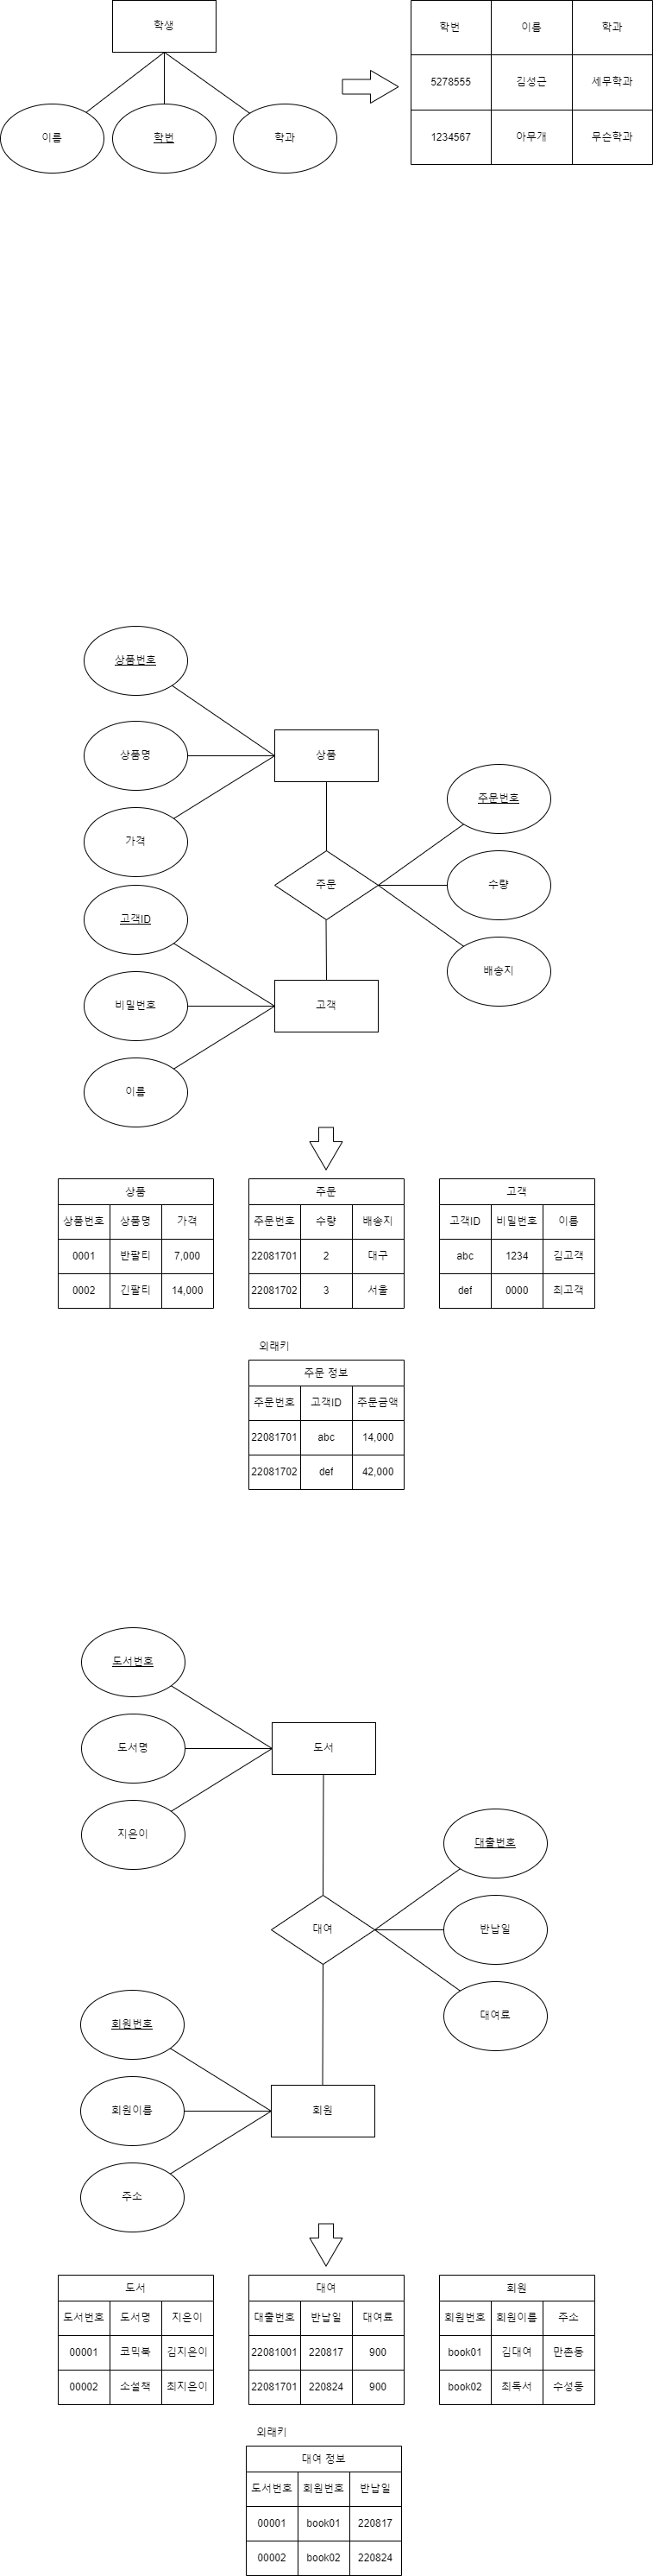 학생
이름
학번
학과
학번 이름 학과
5278555 김성근 세무학과
1234567 아무개 무슨학과
상품번호
상품명
가격
상품
주문번호
수량
배송지
주문
고객ID
비밀번호
이름
고객
상품
상품번호 상품명 가격
0001 반팔티 7,000
0002 긴팔티 14,000
주문
주문번호 수량 배송지
22081701 2 대구
22081702 3 서울
고객
고객ID 비밀번호 이름
abc 1234 김고객
def 0000 최고객
외래키
주문 정보
주문번호 고객ID 주문금액
22081701 abc 14,000
22081702 def 42,000
도서번호
도서명
지은이
도서
대출번호
반납일
대여료
대여
회원번호
회원이름
주소
회원
도서
도서번호 도서명 지은이
00001 코믹북 김지은이
00002 소설책 최지은이
대여
대출번호 반납일 대여료
22081001 220817 900
22081701 220824 900
회원
회원번호 회원이름 주소
book01 김대여 만촌동
book02 최독서 수성동
외래키
대여 정보
도서번호 회원번호 반납일
00001 book01 220817
00002 book02 220824